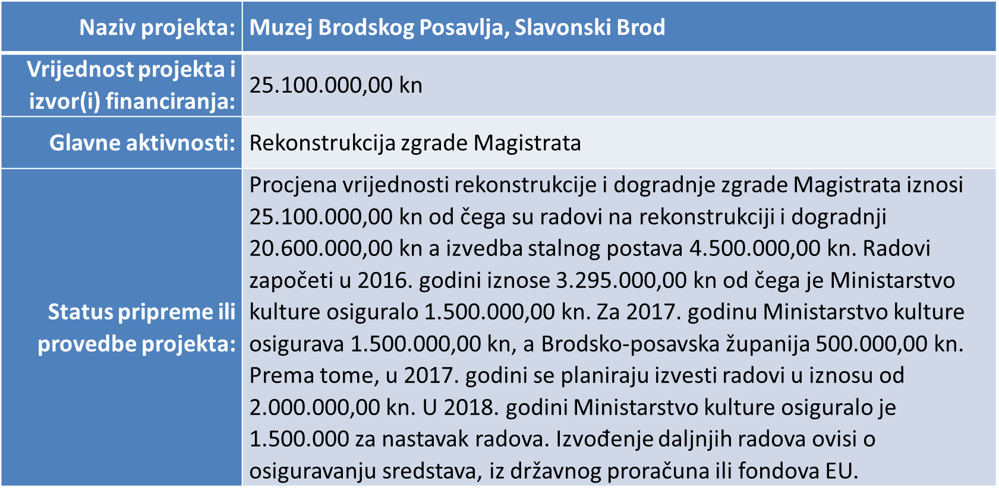 Naziv projekta: Muzej Brodskog Posavlja, Slavonski Brod
Vrijednost projekta i
izvor(i) financiranja:
25.100.000,00 kn
Glavne aktivnosti: Rekonstrukcija zgrade Magistrata
Status pripreme ili
provedbe projekta:
Procjena vrijednosti rekonstrukcije i dogradnje zgrade Magistrata iznosi
25.100.000,00 kn od čega su radovi na rekonstrukciji i dogradnji
20.600.000,00 kn a izvedba stalnog postava 4.500.000,00 kn. Radovi
započeti u 2016. godini iznose 3.295.000,00 kn od čega je Ministarstvo
kulture osiguralo 1.500.000,00 kn. Za 2017. godinu Ministarstvo kulture
osigurava 1.500.000,00 kn, a Brodsko-posavska županija 500.000,00 kn.
Prema tome, u 2017. godini se planiraju izvesti radovi u iznosu od
2.000.000,00 kn. U 2018. godini Ministarstvo kulture osiguralo je
1.500.000 za nastavak radova. Izvođenje daljnjih radova ovisi o
osiguravanju sredstava, iz državnog proračuna ili fondova EU.